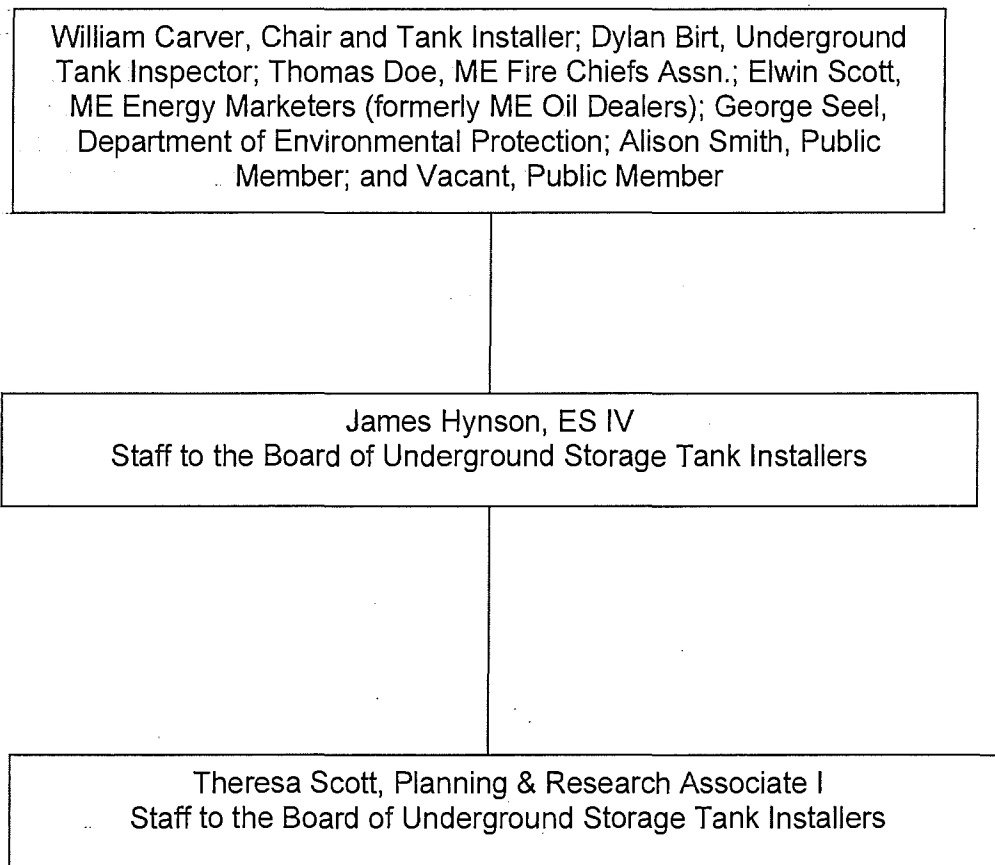 William Carver, Chair and Tank Installer; Dylan Birt, Underground
Tank Inspector; Thomas Doe, ME Fire Chiefs Assn.; Elwin Scott,
ME Energy Marketers (formerly ME Oil Dealers); George Seel,
Department of Environmental Protection; Alison Smith, Public
Member; and Vacant, Public Member
James Hynson, ES IV
Staff to the Board of Underground Storage Tank Installers
Theresa Scott, Planning & Research Associate I
Staff to the Board of Underground Storage Tank Installers